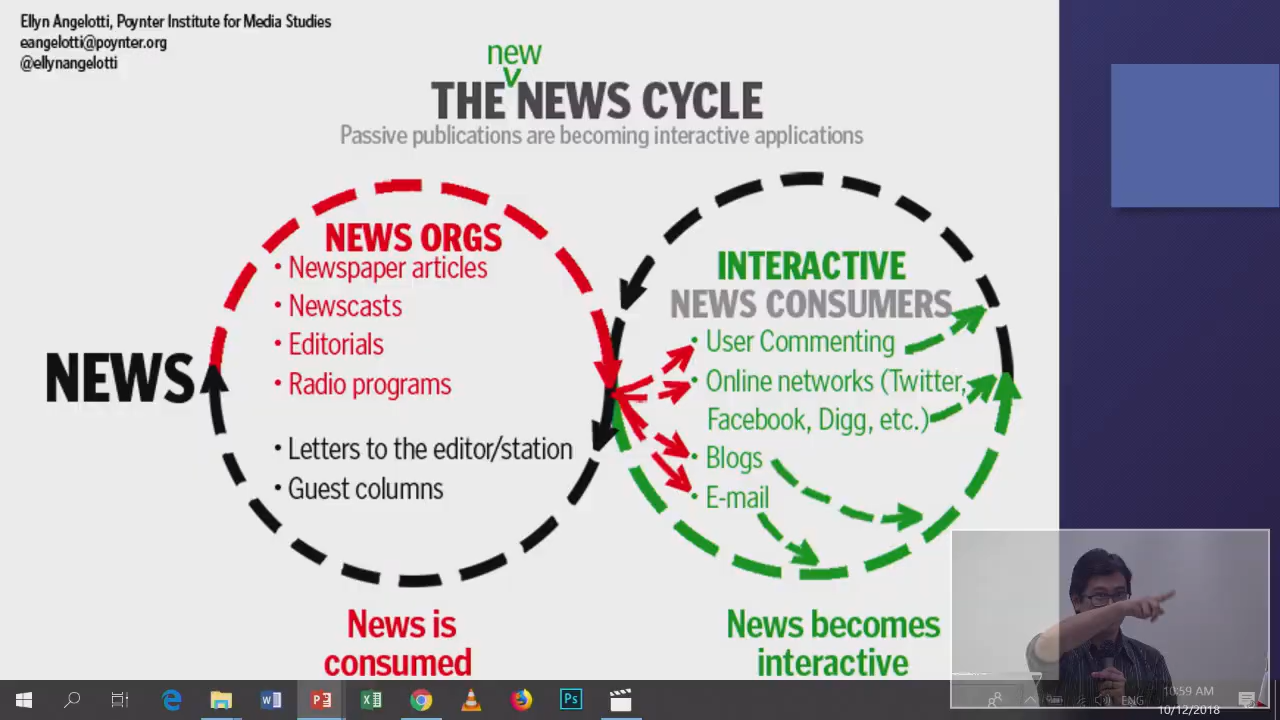 Ellyn Angelotti, Poynter Institute for Media Studies
eangelotti@poynter.org
@ellynangelotti
new
THE NEWS CYCLE
Passive publications are becoming interactive applications
NEWS
NEWS ORGS
• Newspaper articles
• Newscasts
• Editorials
• Radio programs
• Letters to the editor/station
• Guest columns
News is
consumed
INTERACTIVE
NEWS CONSUMERS
• User Commenting
• Online networks (Twitter,
Facebook, Digg, etc.)
• Blogs
• E-mail
News becomes
interactive
ENG
10:59 AM
10/12/2018